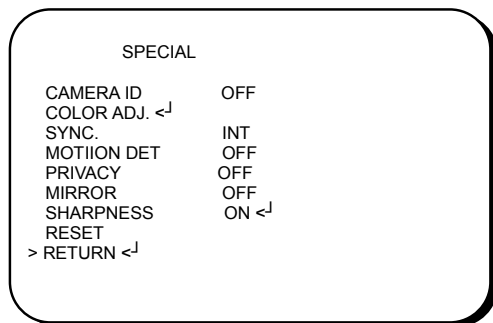 SPECIAL
CAMERA ID OFF
COLOR ADJ. <┘
SYNC. INT
MOTIION DET OFF
PRIVACY OFF
MIRROR OFF
SHARPNESS ON <┘
RESET
> RETURN <┘